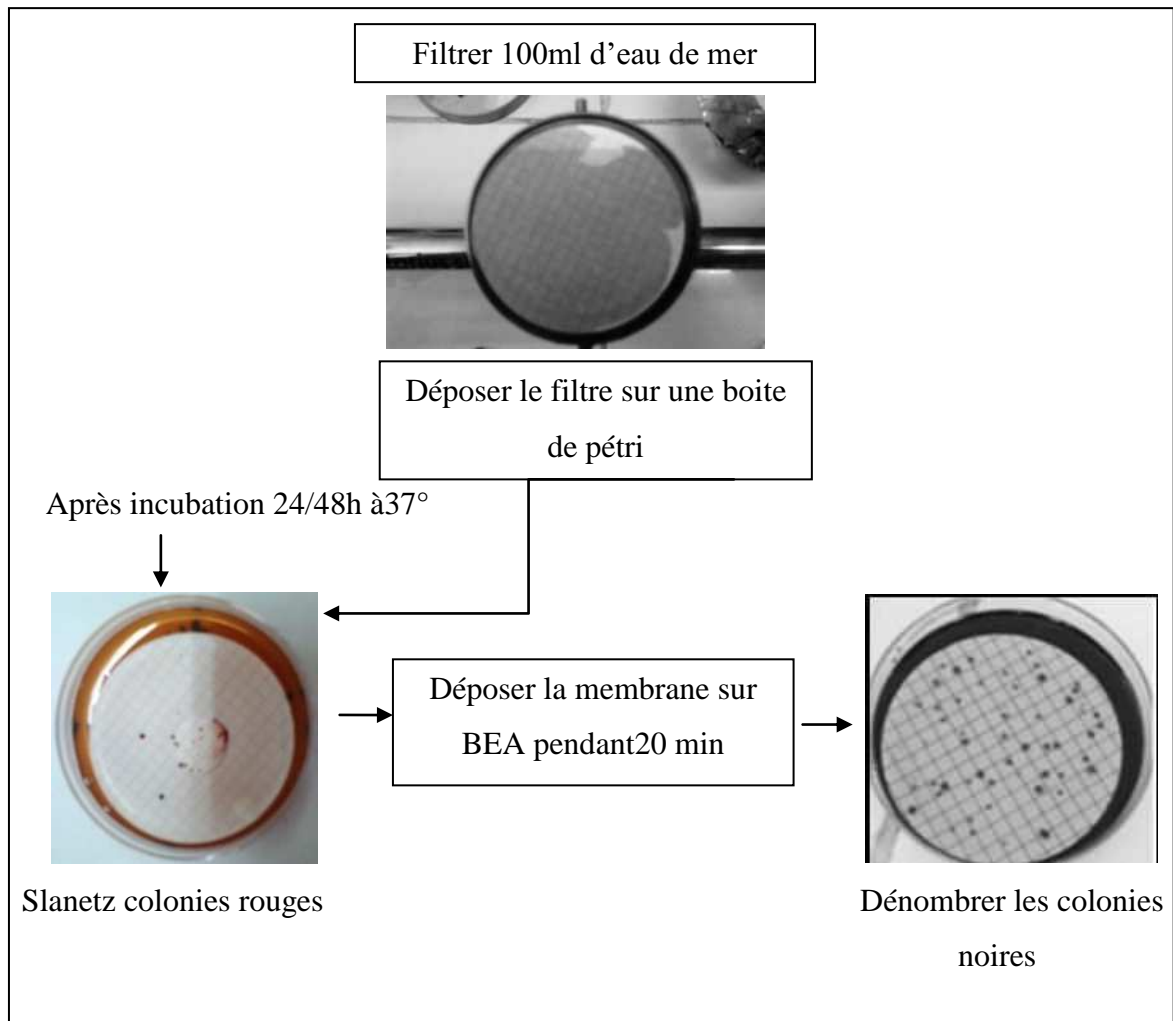 Filtrer 100ml d’eau de mer
Déposer le filtre sur une boite
de pétri
Après incubation 24/48h à37°
Déposer la membrane sur
BEA pendant20 min
Slanetz colonies rouges
Dénombrer les colonies
noires